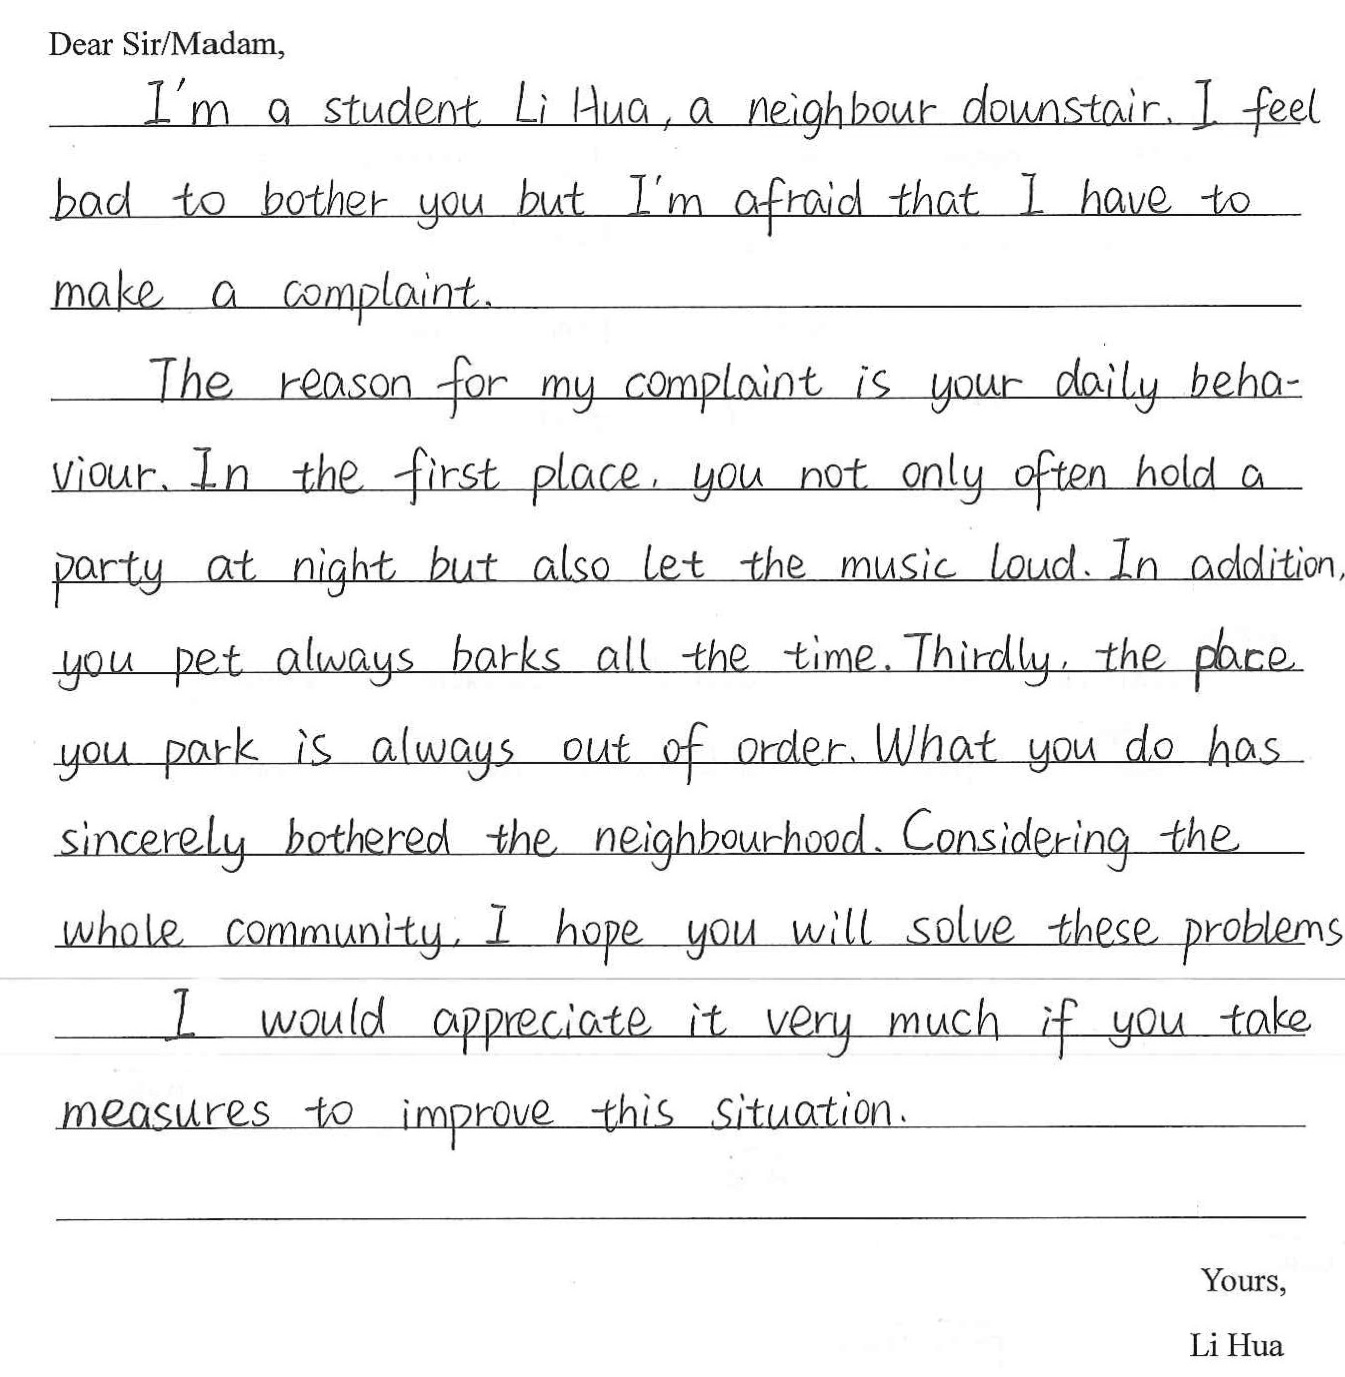 Dear Sir/Madam,
I'm a student Li Hua, a neighbour dounstair. I feel
bad to bother you but I'm afraid that I have to
make a complaint.
The reason for my complaint is your daily beha-
viour. In the first place, you not only often hold a
party at night but also let the music loud. In addition,
you pet always barks all the time. Thirdly, the place
you park is always out of order. What you do has
sincerely bothered the neighbourhood. Considering the
whole community, I hope you will solve these problems
I would appreciate it very much if you take
measures to improve this situation.
Yours,
Li Hua